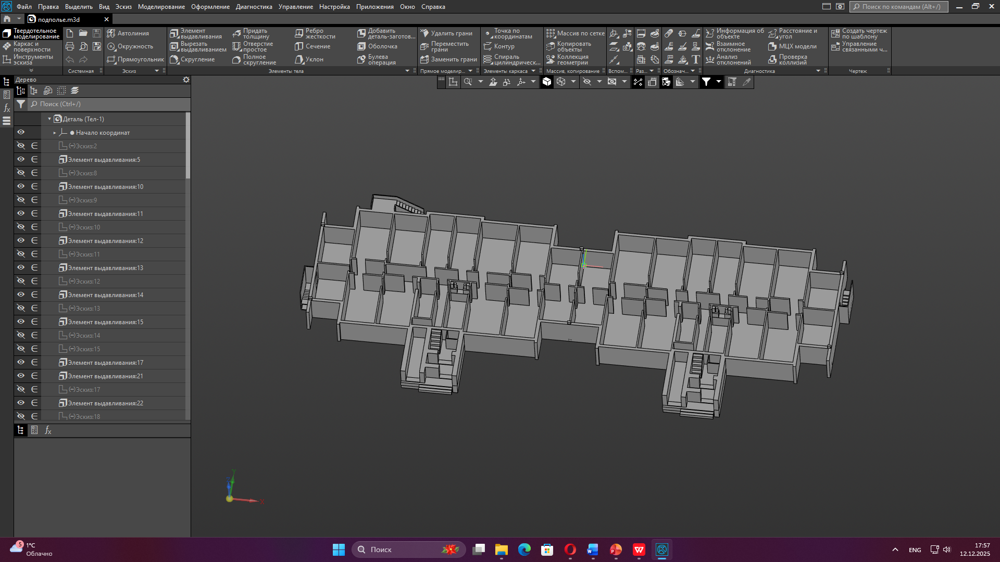 Файл Правка Выделить Вид Эскиз Моделирование Оформление Диагностика Управление Настройка Приложения Окно Справка
Поиск по командам (Alt+/)
подполье.m3d
Твердотельное моделирование
Каркас и поверхности
Инструменты эскиза
Системная
Автолиния
Окружность
Прямоугольник
Эскиз
Элемент выдавливания
Вырезать выдавливанием
Скругление
Придать толщину
Отверстие простое
Полное скругление
Ребро жесткости
Сечение
Уклон
Добавить деталь-заготов...
Оболочка
Булева операция
Элементы тела
Удалить грани
Переместить грани
Заменить грани
Прямое моделир...
Точка по координатам
Контур
Спираль цилиндрическ...
Элементы каркаса
Массив по сетке
Копировать объекты
Коллекция геометрии
Массив, копирование
Вспом...
Раз...
Обознач...
Информация об объекте
Взаимное отклонение
Анализ отклонений
Расстояние и угол
МЦХ модели
Проверка коллизий
Диагностика
Создать чертеж по шаблону
Управление связанными ч...
Чертеж
Дерево
Поиск (Ctrl+/)
Деталь (Тел-1)
Начало координат
(−)Эскиз:2
Элемент выдавливания:5
(−)Эскиз:8
Элемент выдавливания:10
(−)Эскиз:9
Элемент выдавливания:11
(−)Эскиз:10
Элемент выдавливания:12
(−)Эскиз:11
Элемент выдавливания:13
(−)Эскиз:12
Элемент выдавливания:14
(−)Эскиз:13
Элемент выдавливания:15
(−)Эскиз:14
(−)Эскиз:15
Элемент выдавливания:17
Элемент выдавливания:21
(−)Эскиз:17
Элемент выдавливания:22
(−)Эскиз:18
Y
Z
X
5
1°C
Облачно
Поиск
ENG
17:57
12.12.2025